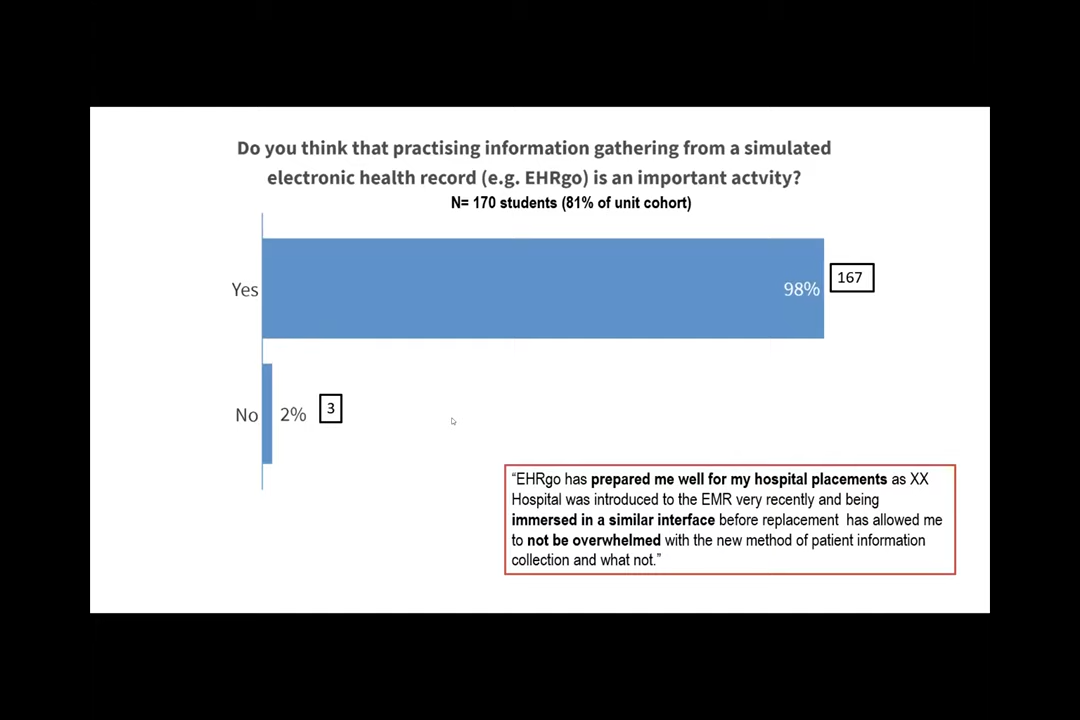 Do you think that practising information gathering from a simulated
electronic health record (e.g. EHRgo) is an important actvity?
N= 170 students (81% of unit cohort)
Yes
98%
167
No
2%
3
“EHRgo has prepared me well for my hospital placements as XX
Hospital was introduced to the EMR very recently and being
immersed in a similar interface before replacement has allowed me
to not be overwhelmed with the new method of patient information
collection and what not.”